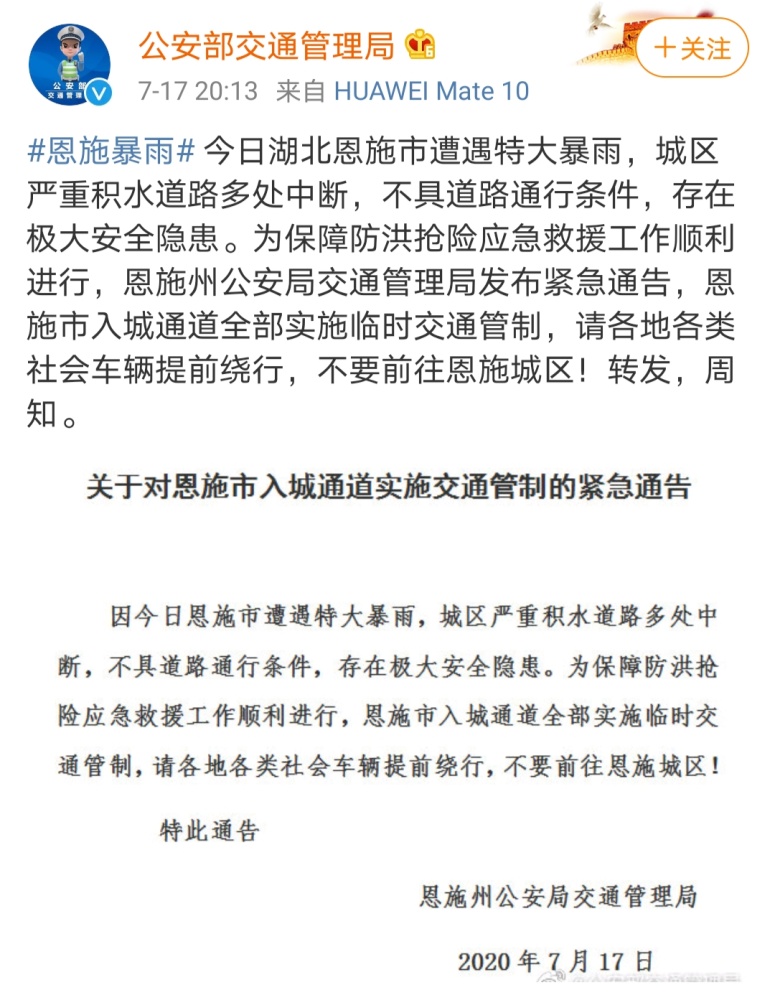 公安部交通管理局
+关注
7-17 20:13 来自 HUAWEI Mate 10
公安部
交通管理
#恩施暴雨# 今日湖北恩施市遭遇特大暴雨，城区
严重积水道路多处中断，不具道路通行条件，存在
极大安全隐患。为保障防洪抢险应急救援工作顺利
进行，恩施州公安局交通管理局发布紧急通告，恩
施市入城通道全部实施临时交通管制，请各地各类
社会车辆提前绕行，不要前往恩施城区！转发，周
知。
关于对恩施市入城通道实施交通管制的紧急通告
因今日恩施市遭遇特大暴雨，城区严重积水道路多处中
断，不具道路通行条件，存在极大安全隐患。为保障防洪抢
险应急救援工作顺利进行，恩施市入城通道全部实施临时交
通管制，请各地各类社会车辆提前绕行，不要前往恩施城区！
特此通告
恩施州公安局交通管理局
2020 年 7 月 17 日